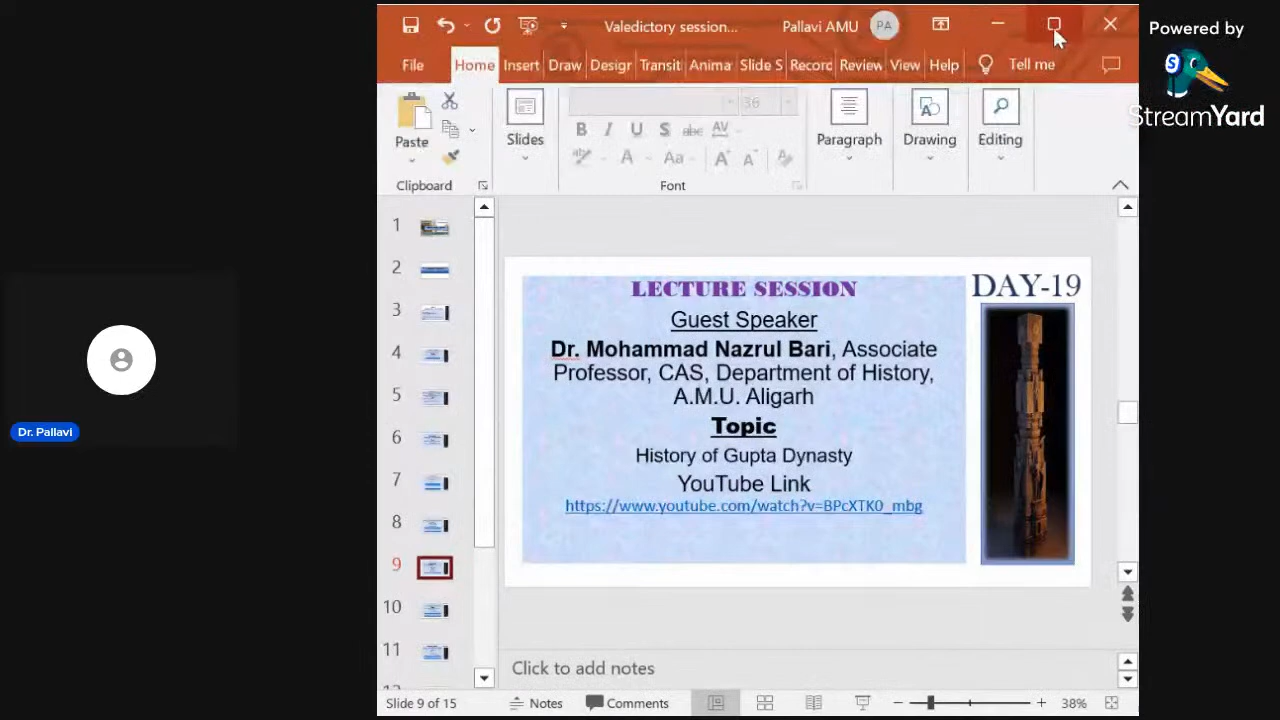 Valedictory session...
Pallavi AMU
PA
Powered by
S
StreamYard
File
Home
Insert
Draw
Desigr
Transit
Anima
Slide S
Record
Review
View
Help
Tell me
Paste
Clipboard
Slides
36
B I U S abc AV
A Aa A A A
Font
Paragraph
Drawing
Editing
1
2
3
4
5
6
7
8
9
10
11
LECTURE SESSION
Guest Speaker
Dr. Mohammad Nazrul Bari, Associate
Professor, CAS, Department of History,
A.M.U. Aligarh
Topic
History of Gupta Dynasty
YouTube Link
https://www.youtube.com/watch?v=BPcXTK0_mbg
DAY-19
Dr. Pallavi
Click to add notes
Slide 9 of 15
Notes
Comments
38%